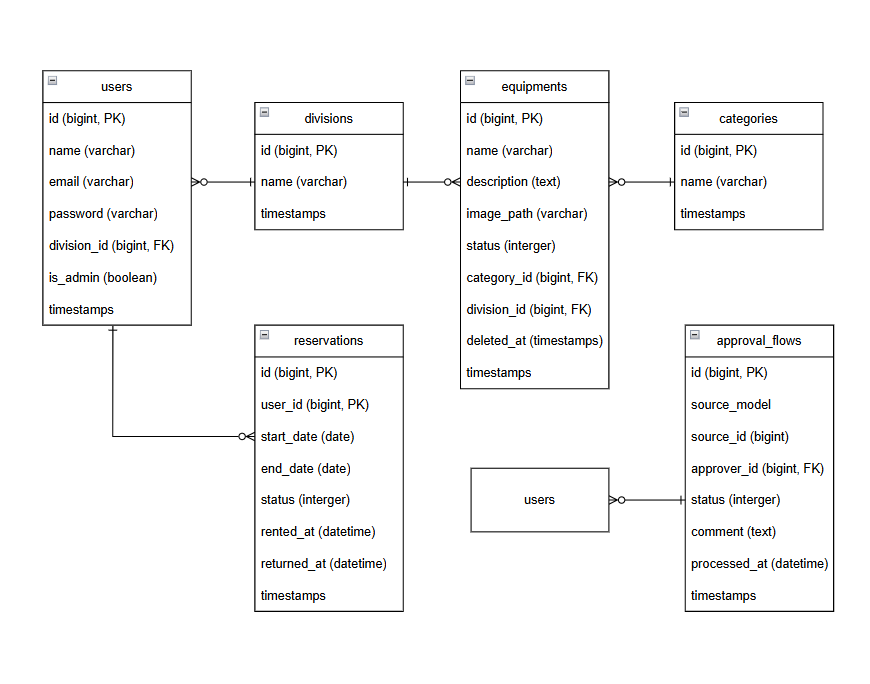 users
id (bigint, PK)
name (varchar)
email (varchar)
password (varchar)
division_id (bigint, FK)
is_admin (boolean)
timestamps
divisions
id (bigint, PK)
name (varchar)
timestamps
equipments
id (bigint, PK)
name (varchar)
description (text)
image_path (varchar)
status (interger)
category_id (bigint, FK)
division_id (bigint, FK)
deleted_at (timestamps)
timestamps
categories
id (bigint, PK)
name (varchar)
timestamps
reservations
id (bigint, PK)
user_id (bigint, PK)
start_date (date)
end_date (date)
status (interger)
rented_at (datetime)
returned_at (datetime)
timestamps
users
approval_flows
id (bigint, PK)
source_model
source_id (bigint)
approver_id (bigint, FK)
status (interger)
comment (text)
processed_at (datetime)
timestamps